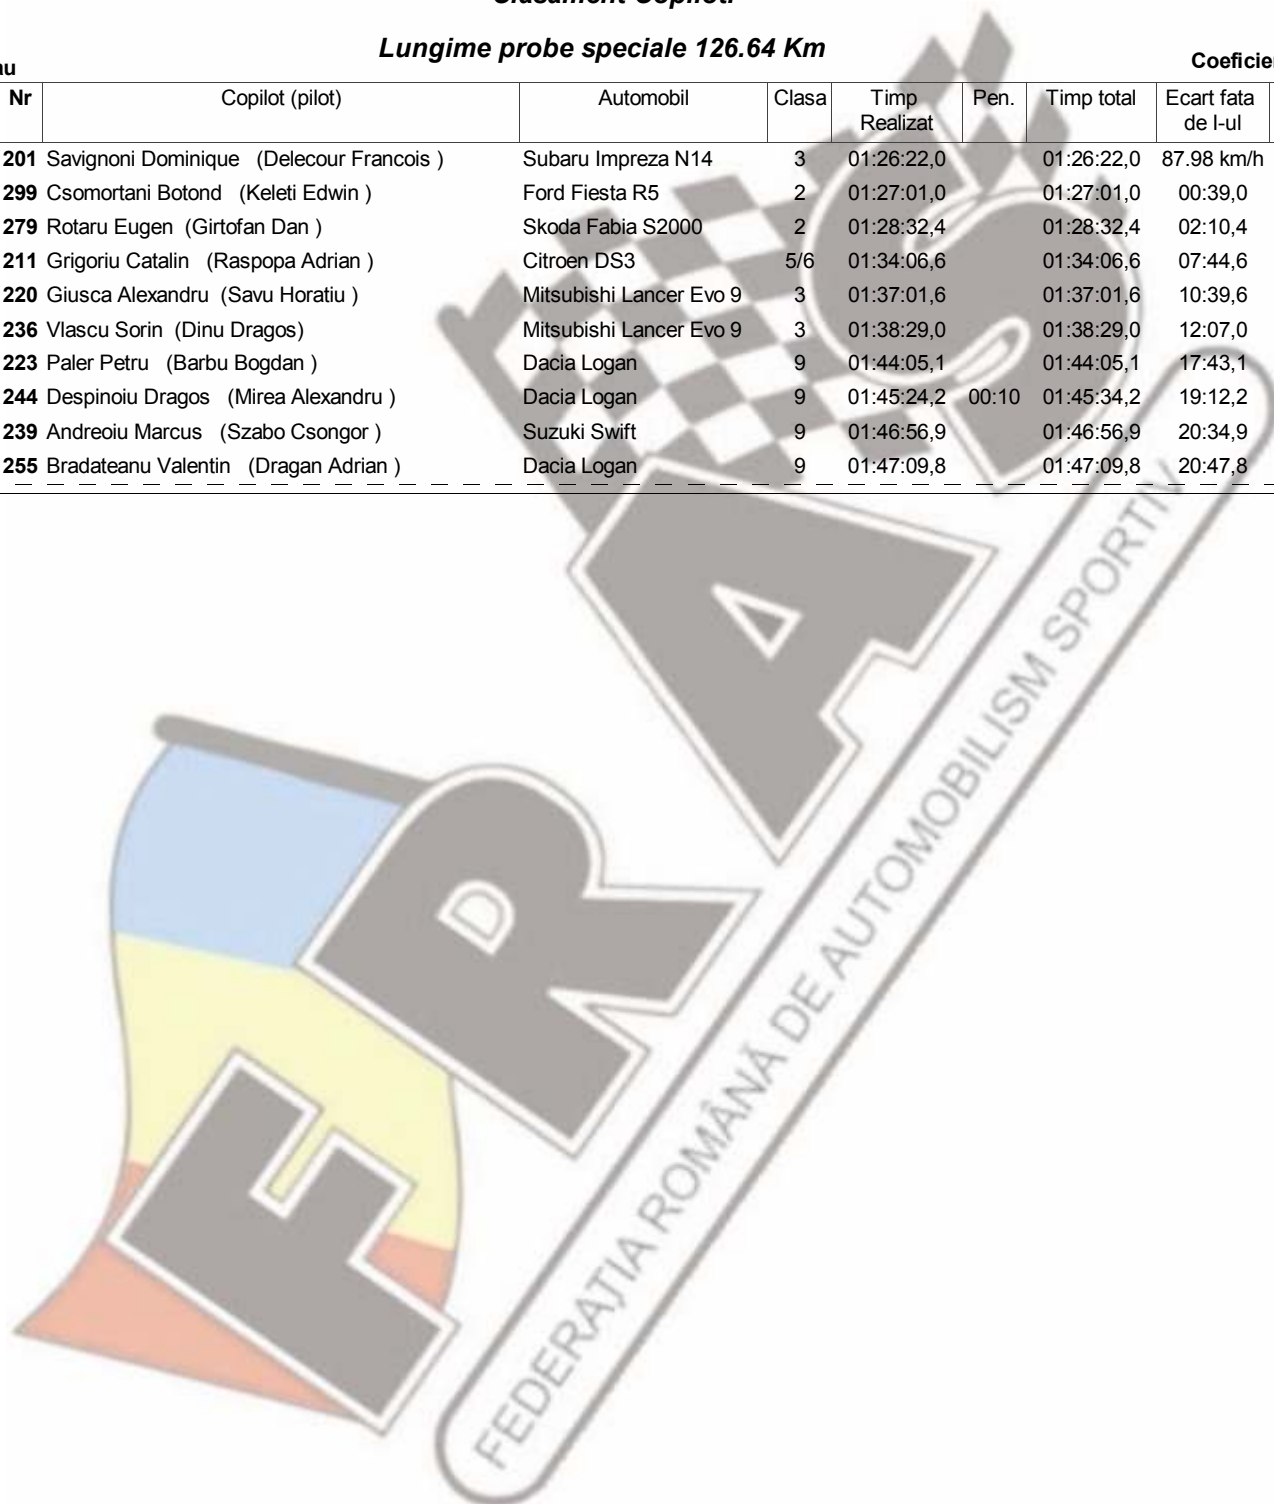 Lungime probe speciale 126.64 Km
Coeficie
Nr Copilot (pilot) Automobil Clasa Timp Realizat Pen. Timp total Ecart fata de I-ul
201 Savignoni Dominique (Delecour Francois ) Subaru Impreza N14 3 01:26:22,0 01:26:22,0 87.98 km/h
299 Csomortani Botond (Keleti Edwin ) Ford Fiesta R5 2 01:27:01,0 01:27:01,0 00:39,0
279 Rotaru Eugen (Girtofan Dan ) Skoda Fabia S2000 2 01:28:32,4 01:28:32,4 02:10,4
211 Grigoriu Catalin (Raspopa Adrian ) Citroen DS3 5/6 01:34:06,6 01:34:06,6 07:44,6
220 Giusca Alexandru (Savu Horatiu ) Mitsubishi Lancer Evo 9 3 01:37:01,6 01:37:01,6 10:39,6
236 Vlascu Sorin (Dinu Dragos) Mitsubishi Lancer Evo 9 3 01:38:29,0 01:38:29,0 12:07,0
223 Paler Petru (Barbu Bogdan ) Dacia Logan 9 01:44:05,1 01:44:05,1 17:43,1
244 Despinoiu Dragos (Mirea Alexandru ) Dacia Logan 9 01:45:24,2 00:10 01:45:34,2 19:12,2
239 Andreoiu Marcus (Szabo Csongor ) Suzuki Swift 9 01:46:56,9 01:46:56,9 20:34,9
255 Bradateanu Valentin (Dragan Adrian ) Dacia Logan 9 01:47:09,8 01:47:09,8 20:47,8
FRAS
FEDERAŢIA ROMÂNĂ DE AUTOMOBILISM SPORTIV